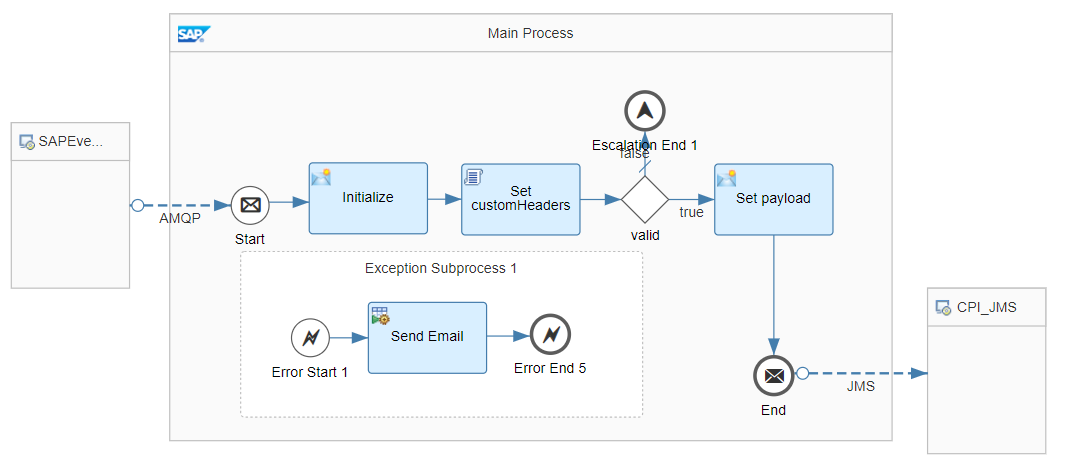 SAP
Main Process
SAPEve...
AMQP
Start
Initialize
Set
customHeaders
Escalation End 1
false
valid
true
Set payload
Exception Subprocess 1
Error Start 1
Send Email
Error End 5
End
JMS
CPI_JMS